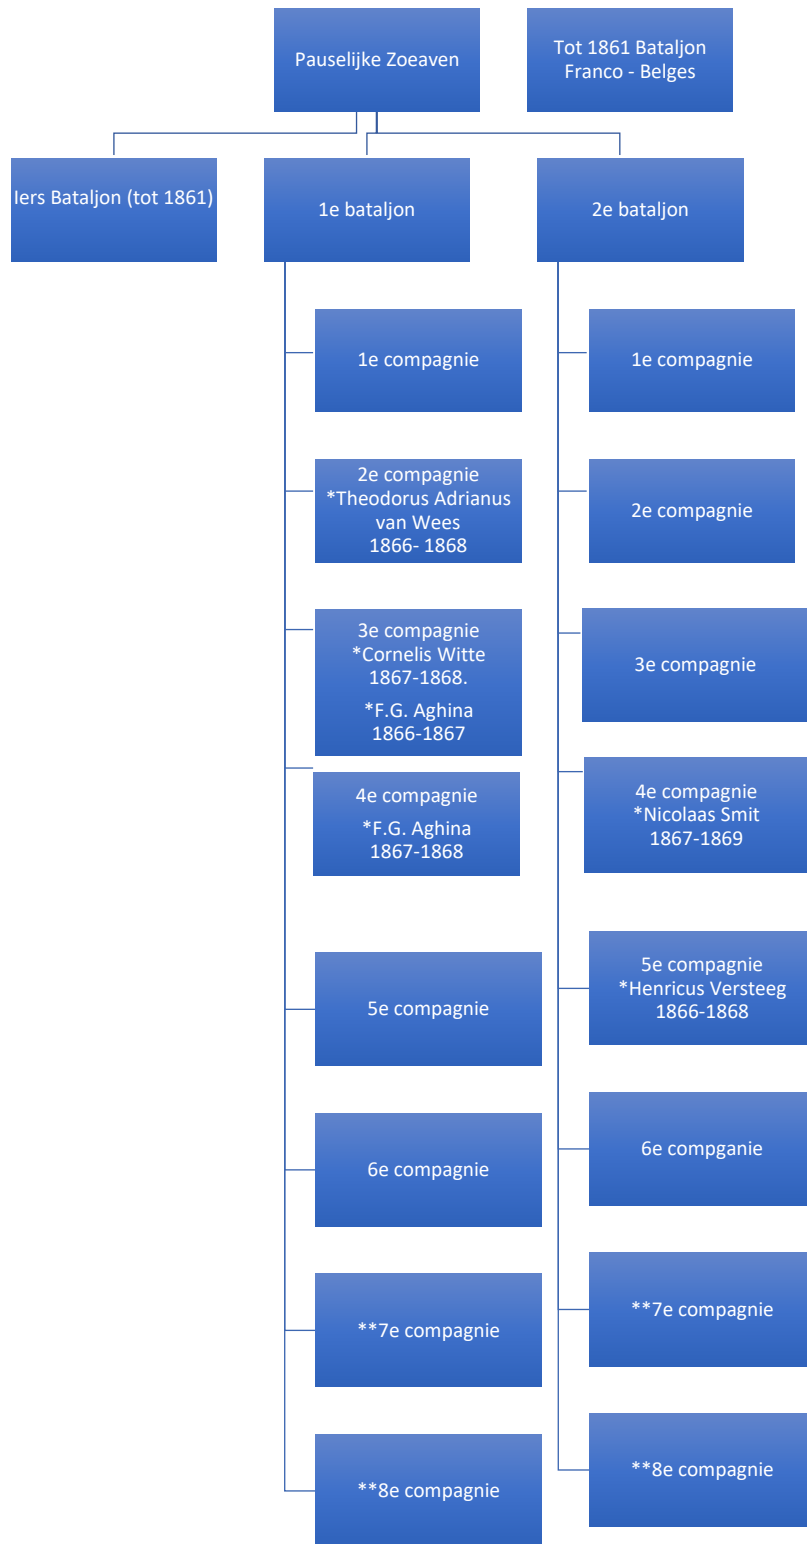 Pauselijke Zoeaven
Tot 1861 Bataljon
Franco - Belges
Iers Bataljon (tot 1861)
1e bataljon
2e bataljon
1e compagnie
2e compagnie
*Theodorus Adrianus
van Wees
1866- 1868
3e compagnie
*Cornelis Witte
1867-1868.
*F.G. Aghina
1866-1867
4e compagnie
*F.G. Aghina
1867-1868
5e compagnie
6e compagnie
**7e compagnie
**8e compagnie
1e compagnie
2e compagnie
3e compagnie
4e compagnie
*Nicolaas Smit
1867-1869
5e compagnie
*Henricus Versteeg
1866-1868
6e compganie
**7e compagnie
**8e compagnie